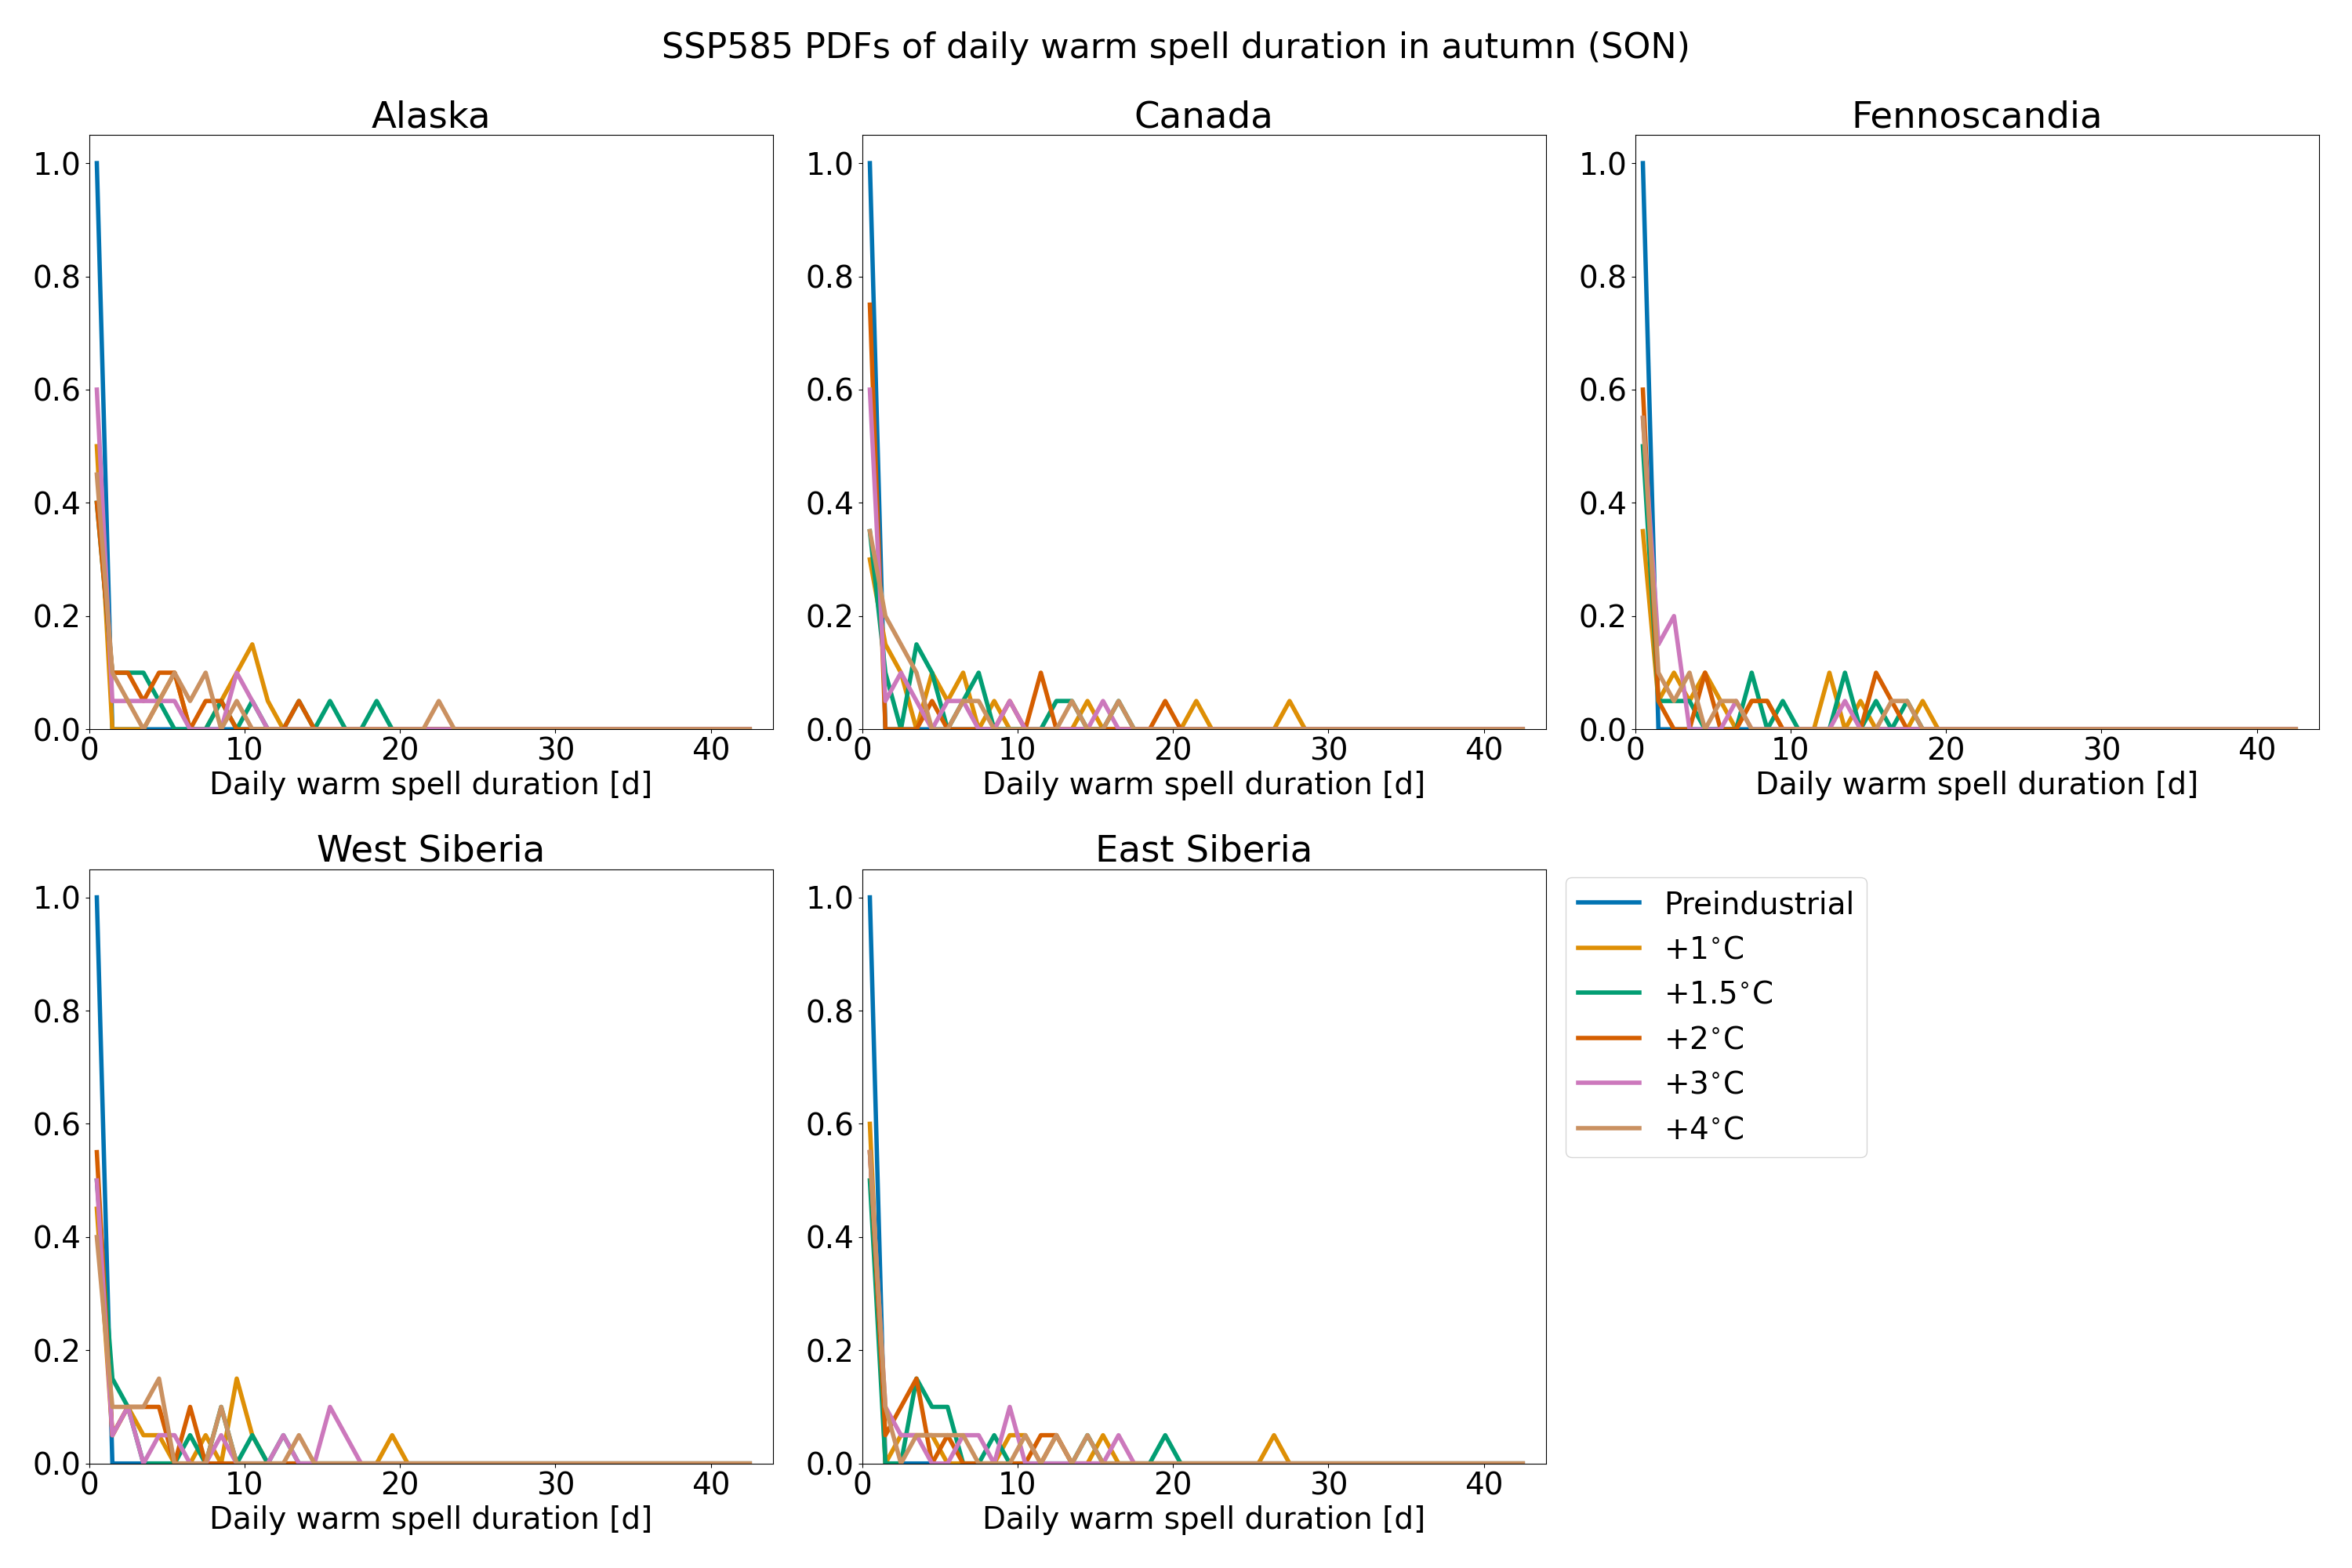 SSP585 PDFs of daily warm spell duration in autumn (SON)
Alaska
1.0
0.8
0.6
0.4
0.2
0.0
0 10 20 30 40
Daily warm spell duration [d]
Canada
1.0
0.8
0.6
0.4
0.2
0.0
0 10 20 30 40
Daily warm spell duration [d]
Fennoscandia
1.0
0.8
0.6
0.4
0.2
0.0
0 10 20 30 40
Daily warm spell duration [d]
West Siberia
1.0
0.8
0.6
0.4
0.2
0.0
0 10 20 30 40
Daily warm spell duration [d]
East Siberia
1.0
0.8
0.6
0.4
0.2
0.0
0 10 20 30 40
Daily warm spell duration [d]
Preindustrial
+1°C
+1.5°C
+2°C
+3°C
+4°C